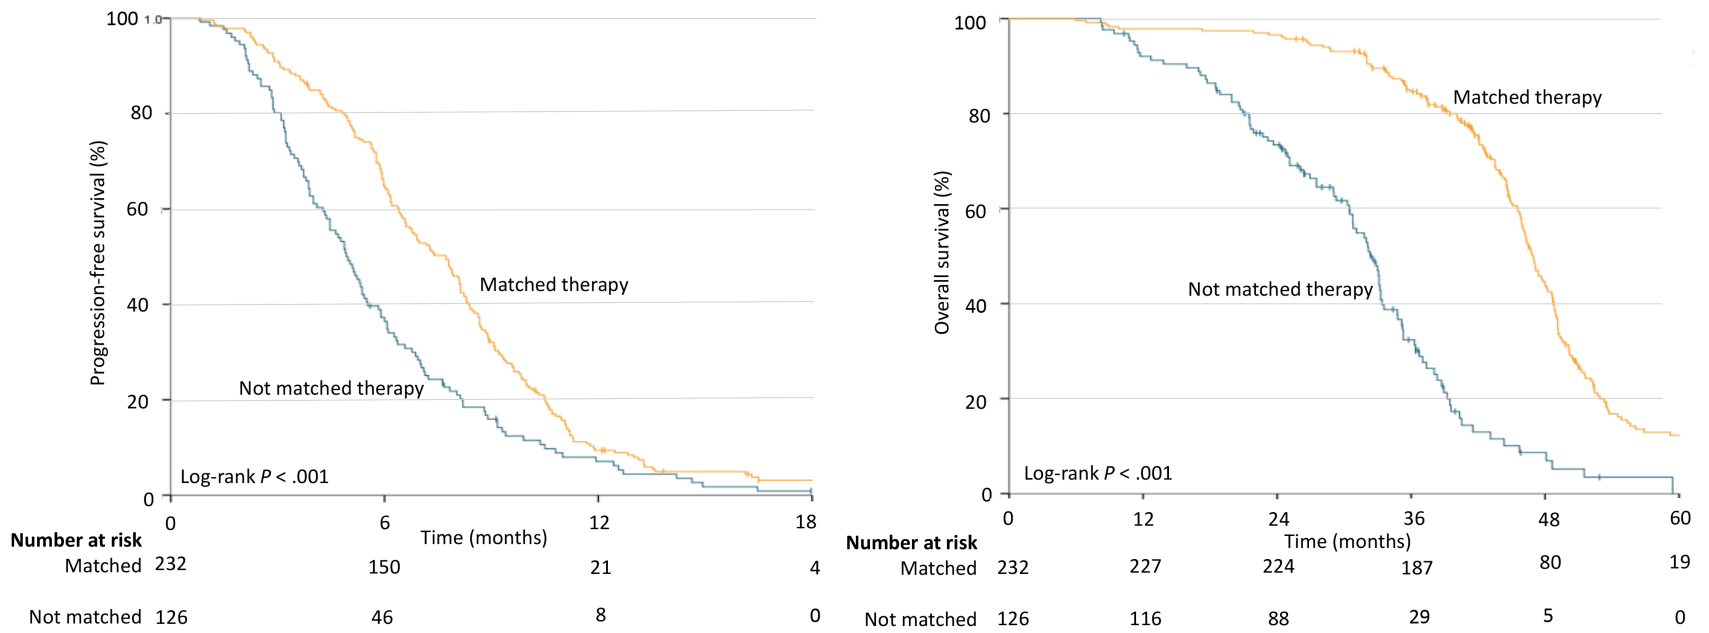 100 1.0
80
60
40
20
0
Progression-free survival (%)
Matched therapy
Not matched therapy
Log-rank P < .001
0 6 12 18
Time (months)
Number at risk
Matched 232 150 21 4
Not matched 126 46 8 0
100
80
60
40
20
0
Overall survival (%)
Matched therapy
Not matched therapy
Log-rank P < .001
0 12 24 36 48 60
Time (months)
Number at risk
Matched 232 227 224 187 80 19
Not matched 126 116 88 29 5 0